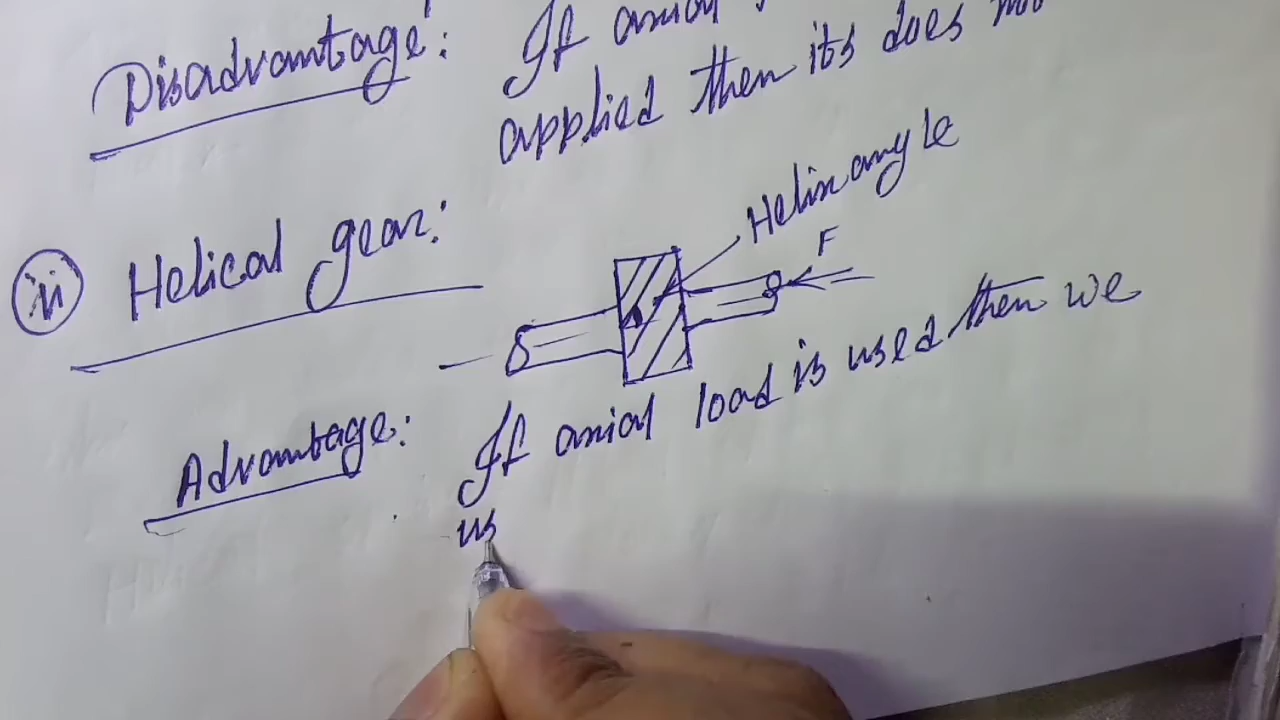 Disadvantage: If axial
applied then its does not
Helix angle
ii Helical gear:
F
Advantage: If axial load is used then we
us